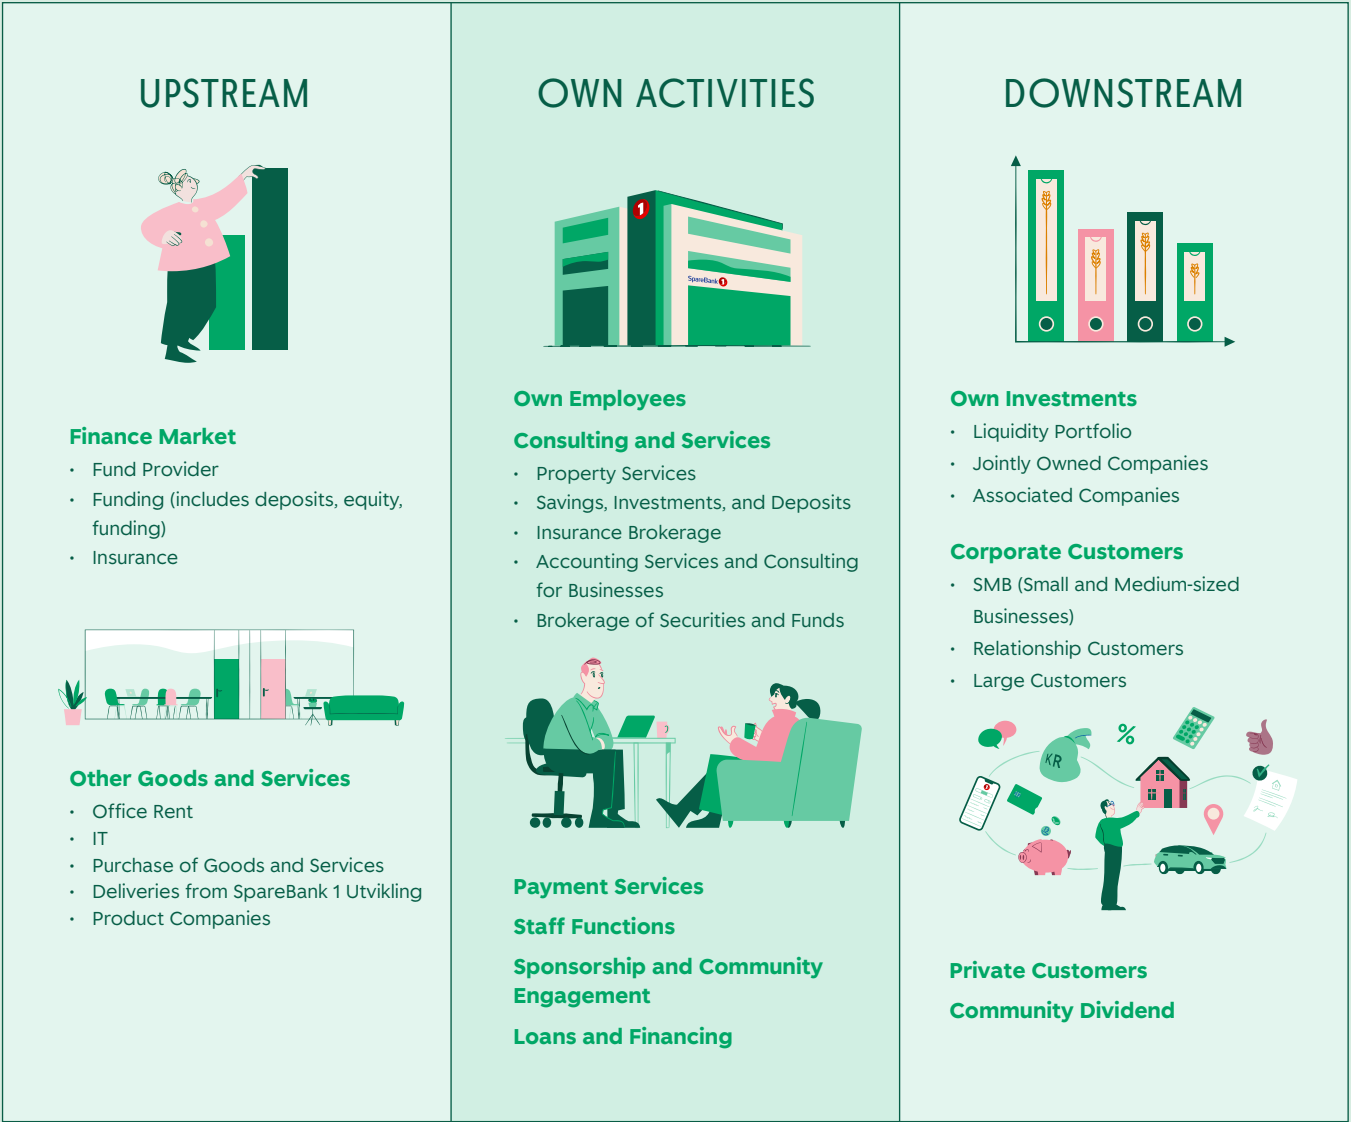 UPSTREAM
Finance Market
• Fund Provider
• Funding (includes deposits, equity,
funding)
• Insurance
Other Goods and Services
• Office Rent
• IT
• Purchase of Goods and Services
• Deliveries from SpareBank 1 Utvikling
• Product Companies
OWN ACTIVITIES
1
SpareBank 1
Own Employees
Consulting and Services
• Property Services
• Savings, Investments, and Deposits
• Insurance Brokerage
• Accounting Services and Consulting
for Businesses
• Brokerage of Securities and Funds
Payment Services
Staff Functions
Sponsorship and Community
Engagement
Loans and Financing
DOWNSTREAM
Own Investments
• Liquidity Portfolio
• Jointly Owned Companies
• Associated Companies
Corporate Customers
• SMB (Small and Medium-sized
Businesses)
• Relationship Customers
• Large Customers
%
KR
Private Customers
Community Dividend